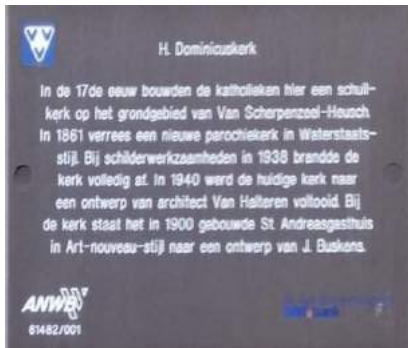 H. Dominicuskerk
In de 17de eeuw bouwden de katholieken hier een schuil-
kerk op het grondgebied van Van Scherpenzeel-Heusch.
In 1861 verrees een nieuwe parochiekerk in Waterstaats-
stijl. Bij schilderwerkzaamheden in 1938 brandde de
kerk volledig af. In 1940 werd de huidige kerk naar
een ontwerp van architect Van Halteren voltooid. Bij
de kerk staat het in 1900 gebouwde St. Andreasgasthuis
in Art-nouveau-stijl naar een ontwerp van J. Buskens.
ANWB
61482/001